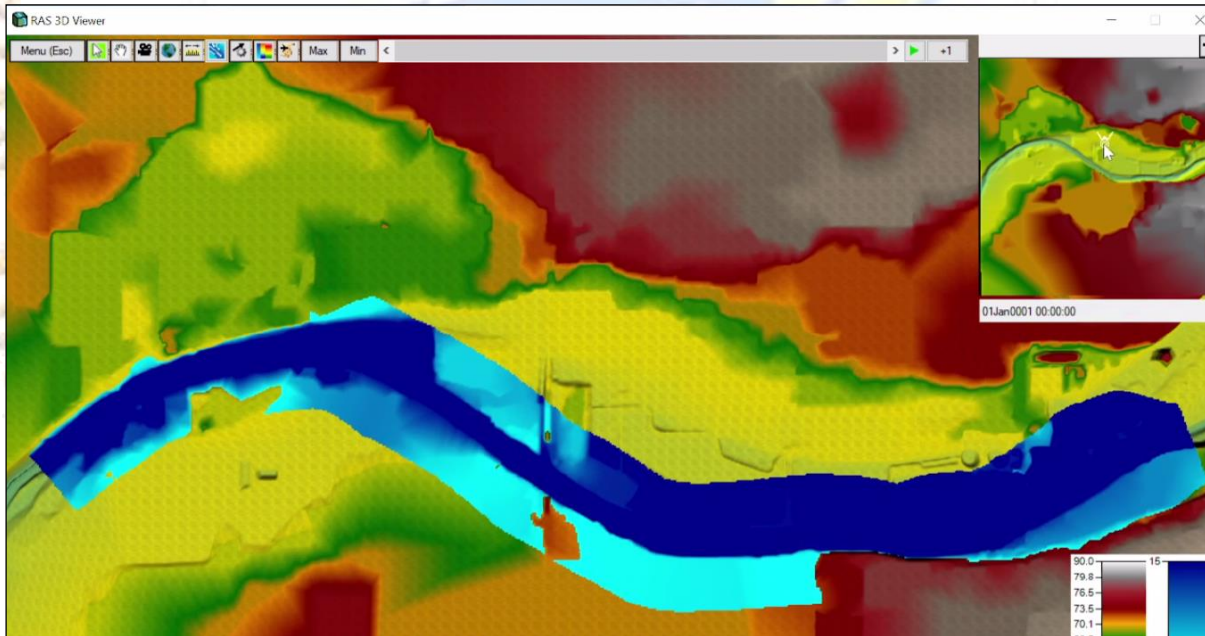 RAS 3D Viewer
Menu (Esc) Max Min < > +1
01Jan0001 00:00:00
90.0 15
79.8
76.5
73.5
70.1